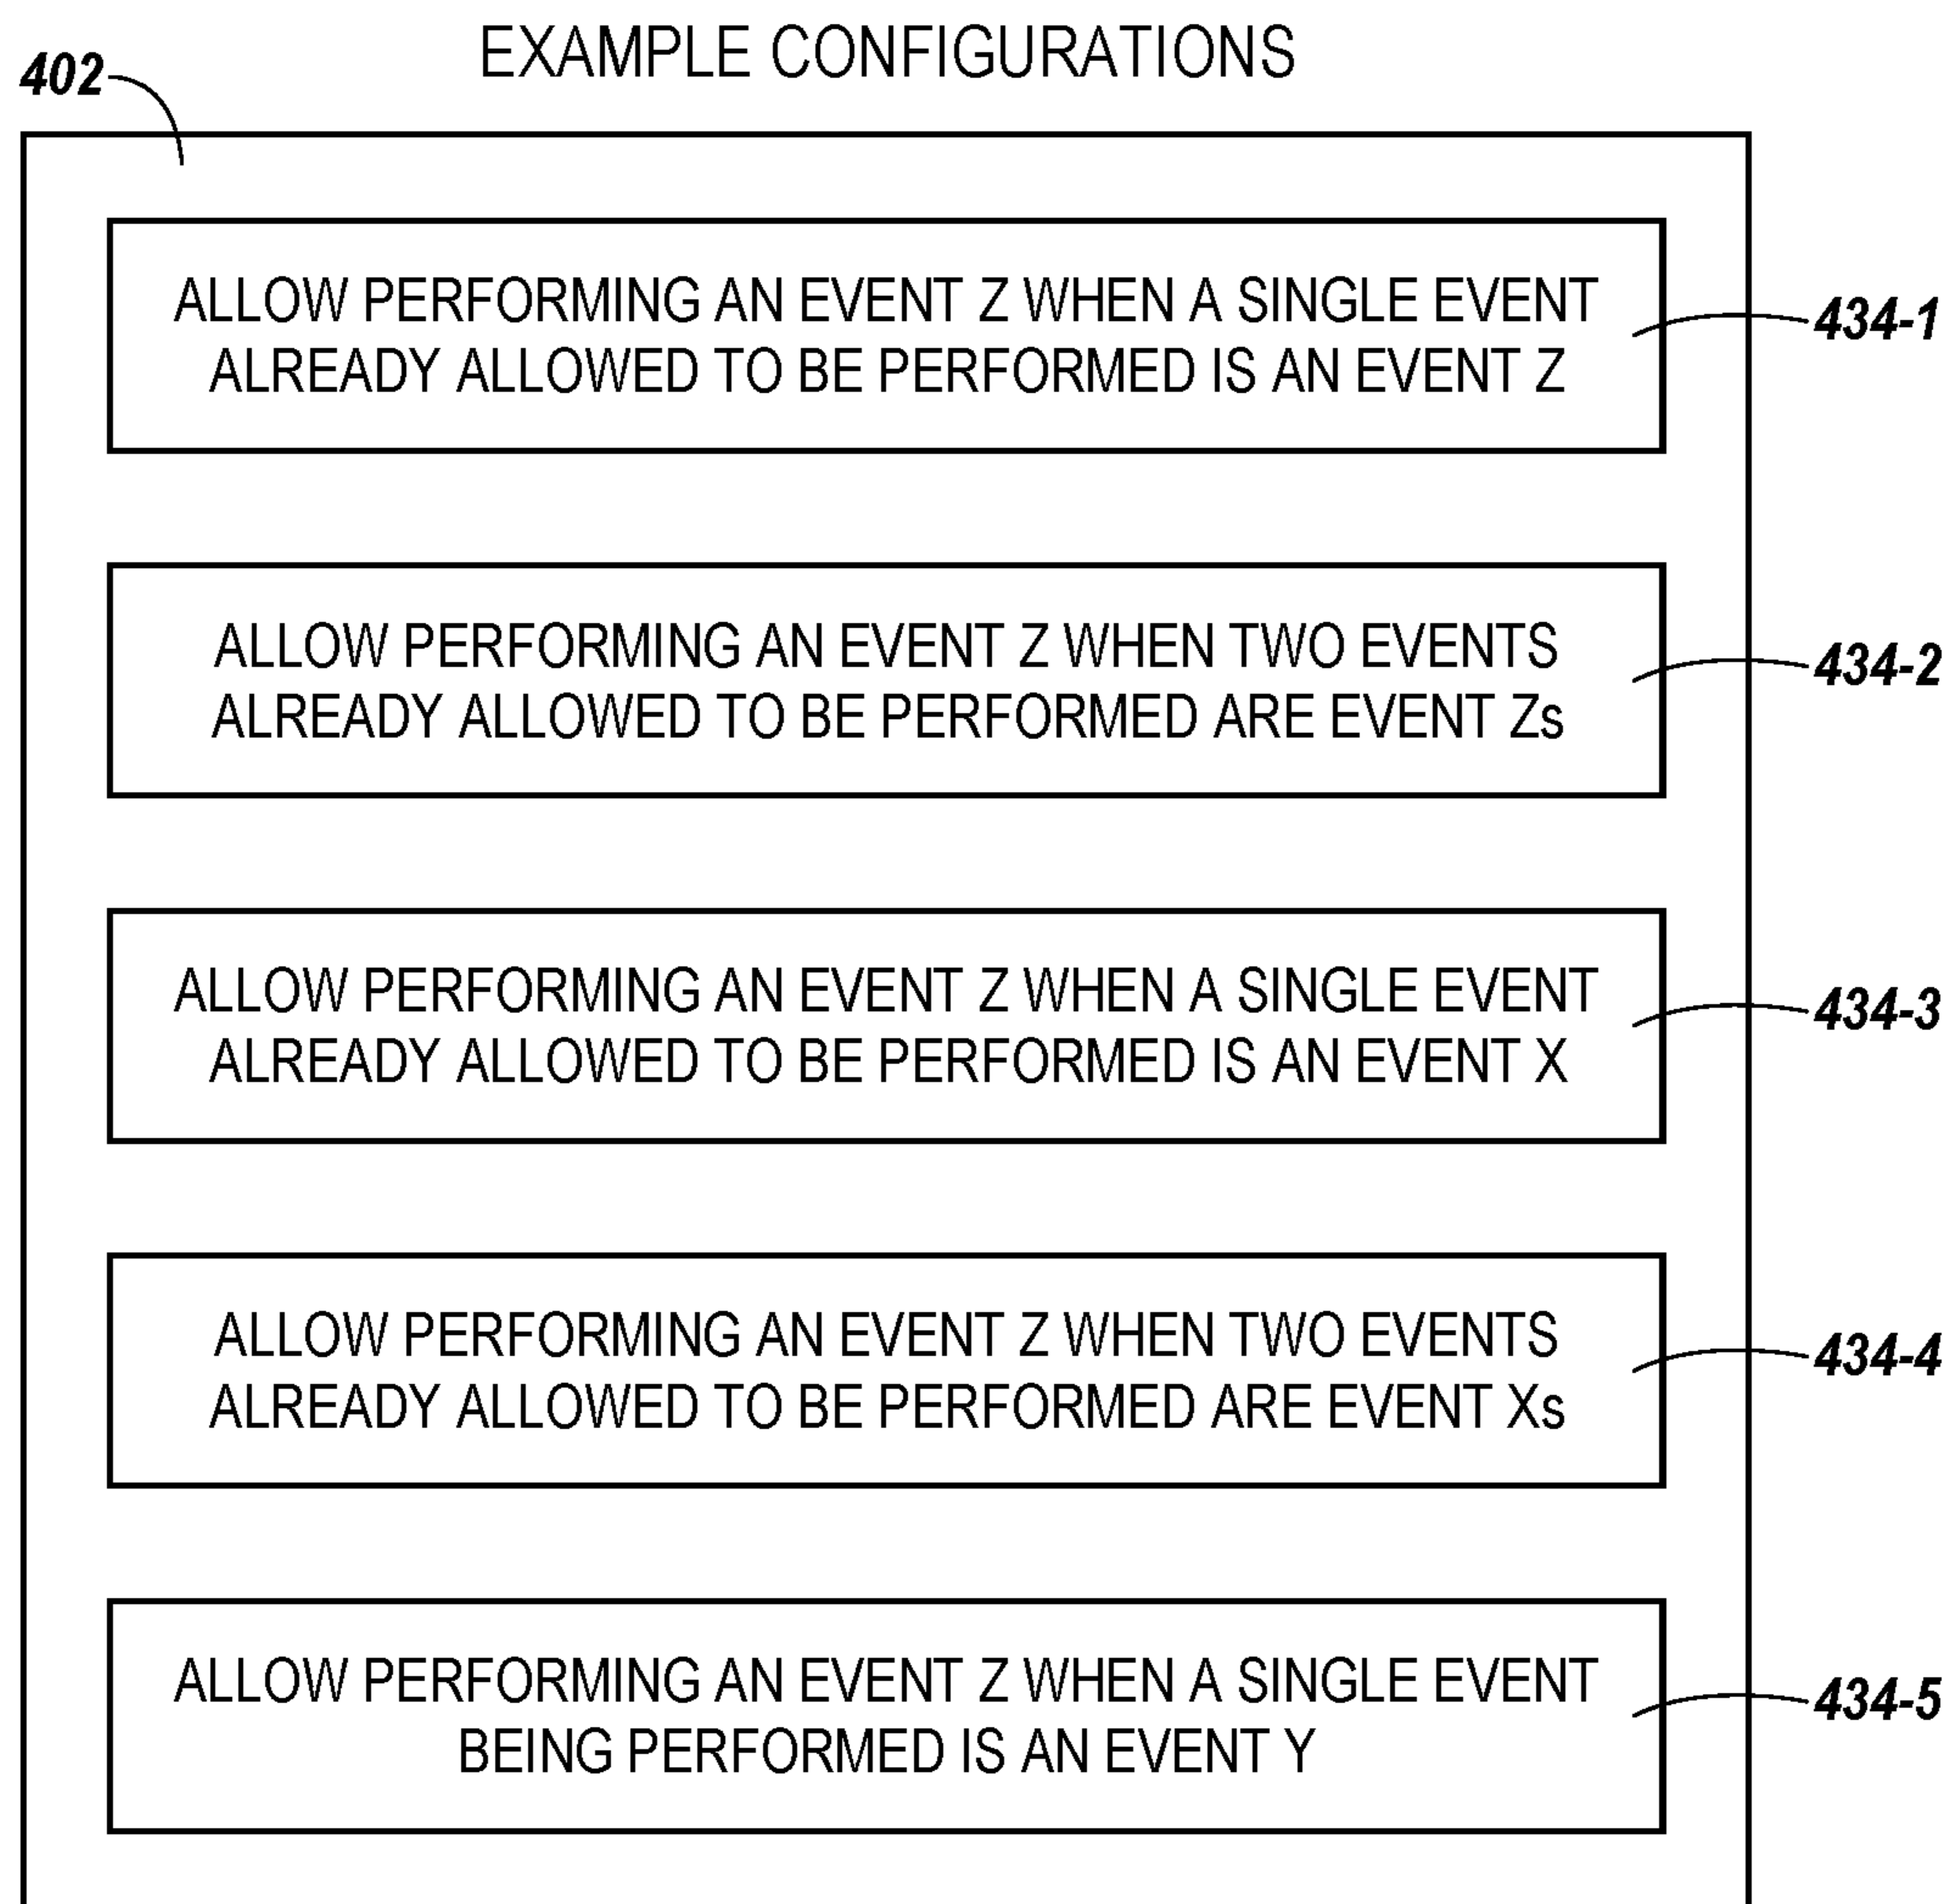 EXAMPLE CONFIGURATIONS
402
ALLOW PERFORMING AN EVENT Z WHEN A SINGLE EVENT
ALREADY ALLOWED TO BE PERFORMED IS AN EVENT Z
434-1
ALLOW PERFORMING AN EVENT Z WHEN TWO EVENTS
ALREADY ALLOWED TO BE PERFORMED ARE EVENT Zs
434-2
ALLOW PERFORMING AN EVENT Z WHEN A SINGLE EVENT
ALREADY ALLOWED TO BE PERFORMED IS AN EVENT X
434-3
ALLOW PERFORMING AN EVENT Z WHEN TWO EVENTS
ALREADY ALLOWED TO BE PERFORMED ARE EVENT Xs
434-4
ALLOW PERFORMING AN EVENT Z WHEN A SINGLE EVENT
BEING PERFORMED IS AN EVENT Y
434-5